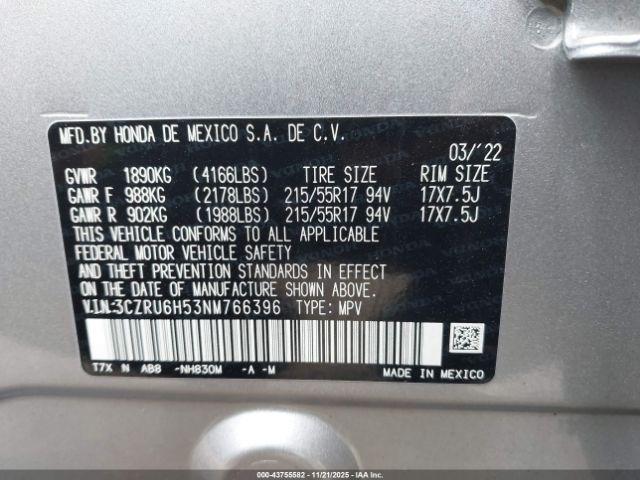 MFD.BY HONDA DE MEXICO S.A. DE C.V.
03/'22
GVWR 1890KG (4166LBS) TIRE SIZE RIM SIZE
GAWR F 988KG (2178LBS) 215/55R17 94V 17X7.5J
GAWR R 902KG (1988LBS) 215/55R17 94V 17X7.5J
THIS VEHICLE CONFORMS TO ALL APPLICABLE
FEDERAL MOTOR VEHICLE SAFETY
AND THEFT PREVENTION STANDARDS IN EFFECT
ON THE DATE OF MANUFACTURE SHOWN ABOVE.
V.I.N.:3CZRU6H53NM766396 TYPE: MPV
T7X N AB8 -NH830M -A -M
MADE IN MEXICO
000-43755582 - 11/21/2025 - IAAI.COM